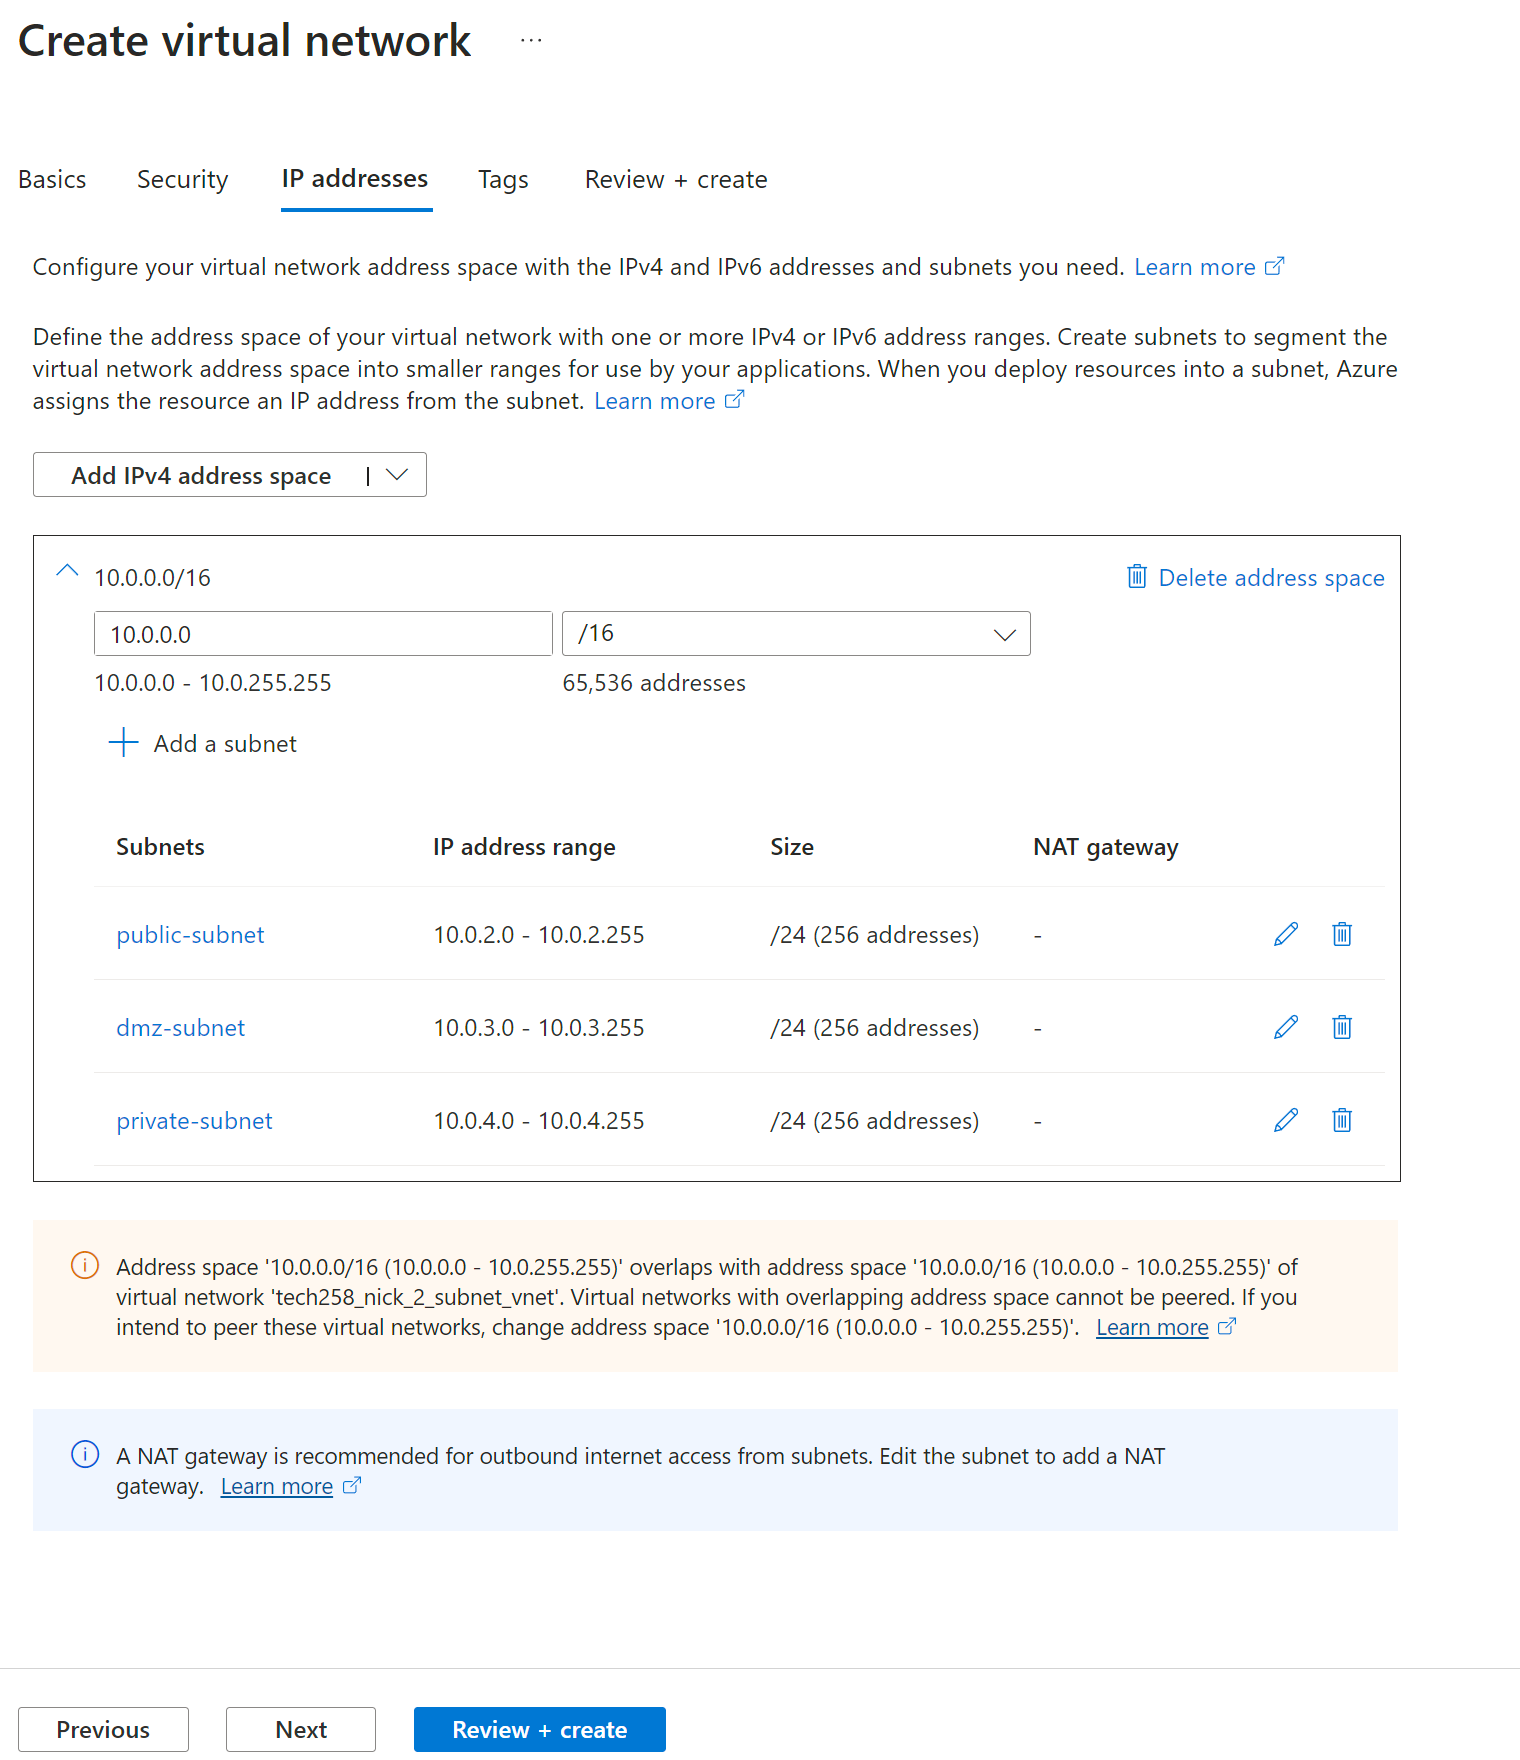 Create virtual network ...
Basics Security IP addresses Tags Review + create
Configure your virtual network address space with the IPv4 and IPv6 addresses and subnets you need. Learn more
Define the address space of your virtual network with one or more IPv4 or IPv6 address ranges. Create subnets to segment the
virtual network address space into smaller ranges for use by your applications. When you deploy resources into a subnet, Azure
assigns the resource an IP address from the subnet. Learn more
Add IPv4 address space |
10.0.0.0/16 Delete address space
10.0.0.0 /16
10.0.0.0 - 10.0.255.255 65,536 addresses
Add a subnet
Subnets IP address range Size NAT gateway
public-subnet 10.0.2.0 - 10.0.2.255 /24 (256 addresses) -
dmz-subnet 10.0.3.0 - 10.0.3.255 /24 (256 addresses) -
private-subnet 10.0.4.0 - 10.0.4.255 /24 (256 addresses) -
Address space '10.0.0.0/16 (10.0.0.0 - 10.0.255.255)' overlaps with address space '10.0.0.0/16 (10.0.0.0 - 10.0.255.255)' of
virtual network 'tech258_nick_2_subnet_vnet'. Virtual networks with overlapping address space cannot be peered. If you
intend to peer these virtual networks, change address space '10.0.0.0/16 (10.0.0.0 - 10.0.255.255)'. Learn more
A NAT gateway is recommended for outbound internet access from subnets. Edit the subnet to add a NAT
gateway. Learn more
Previous Next Review + create